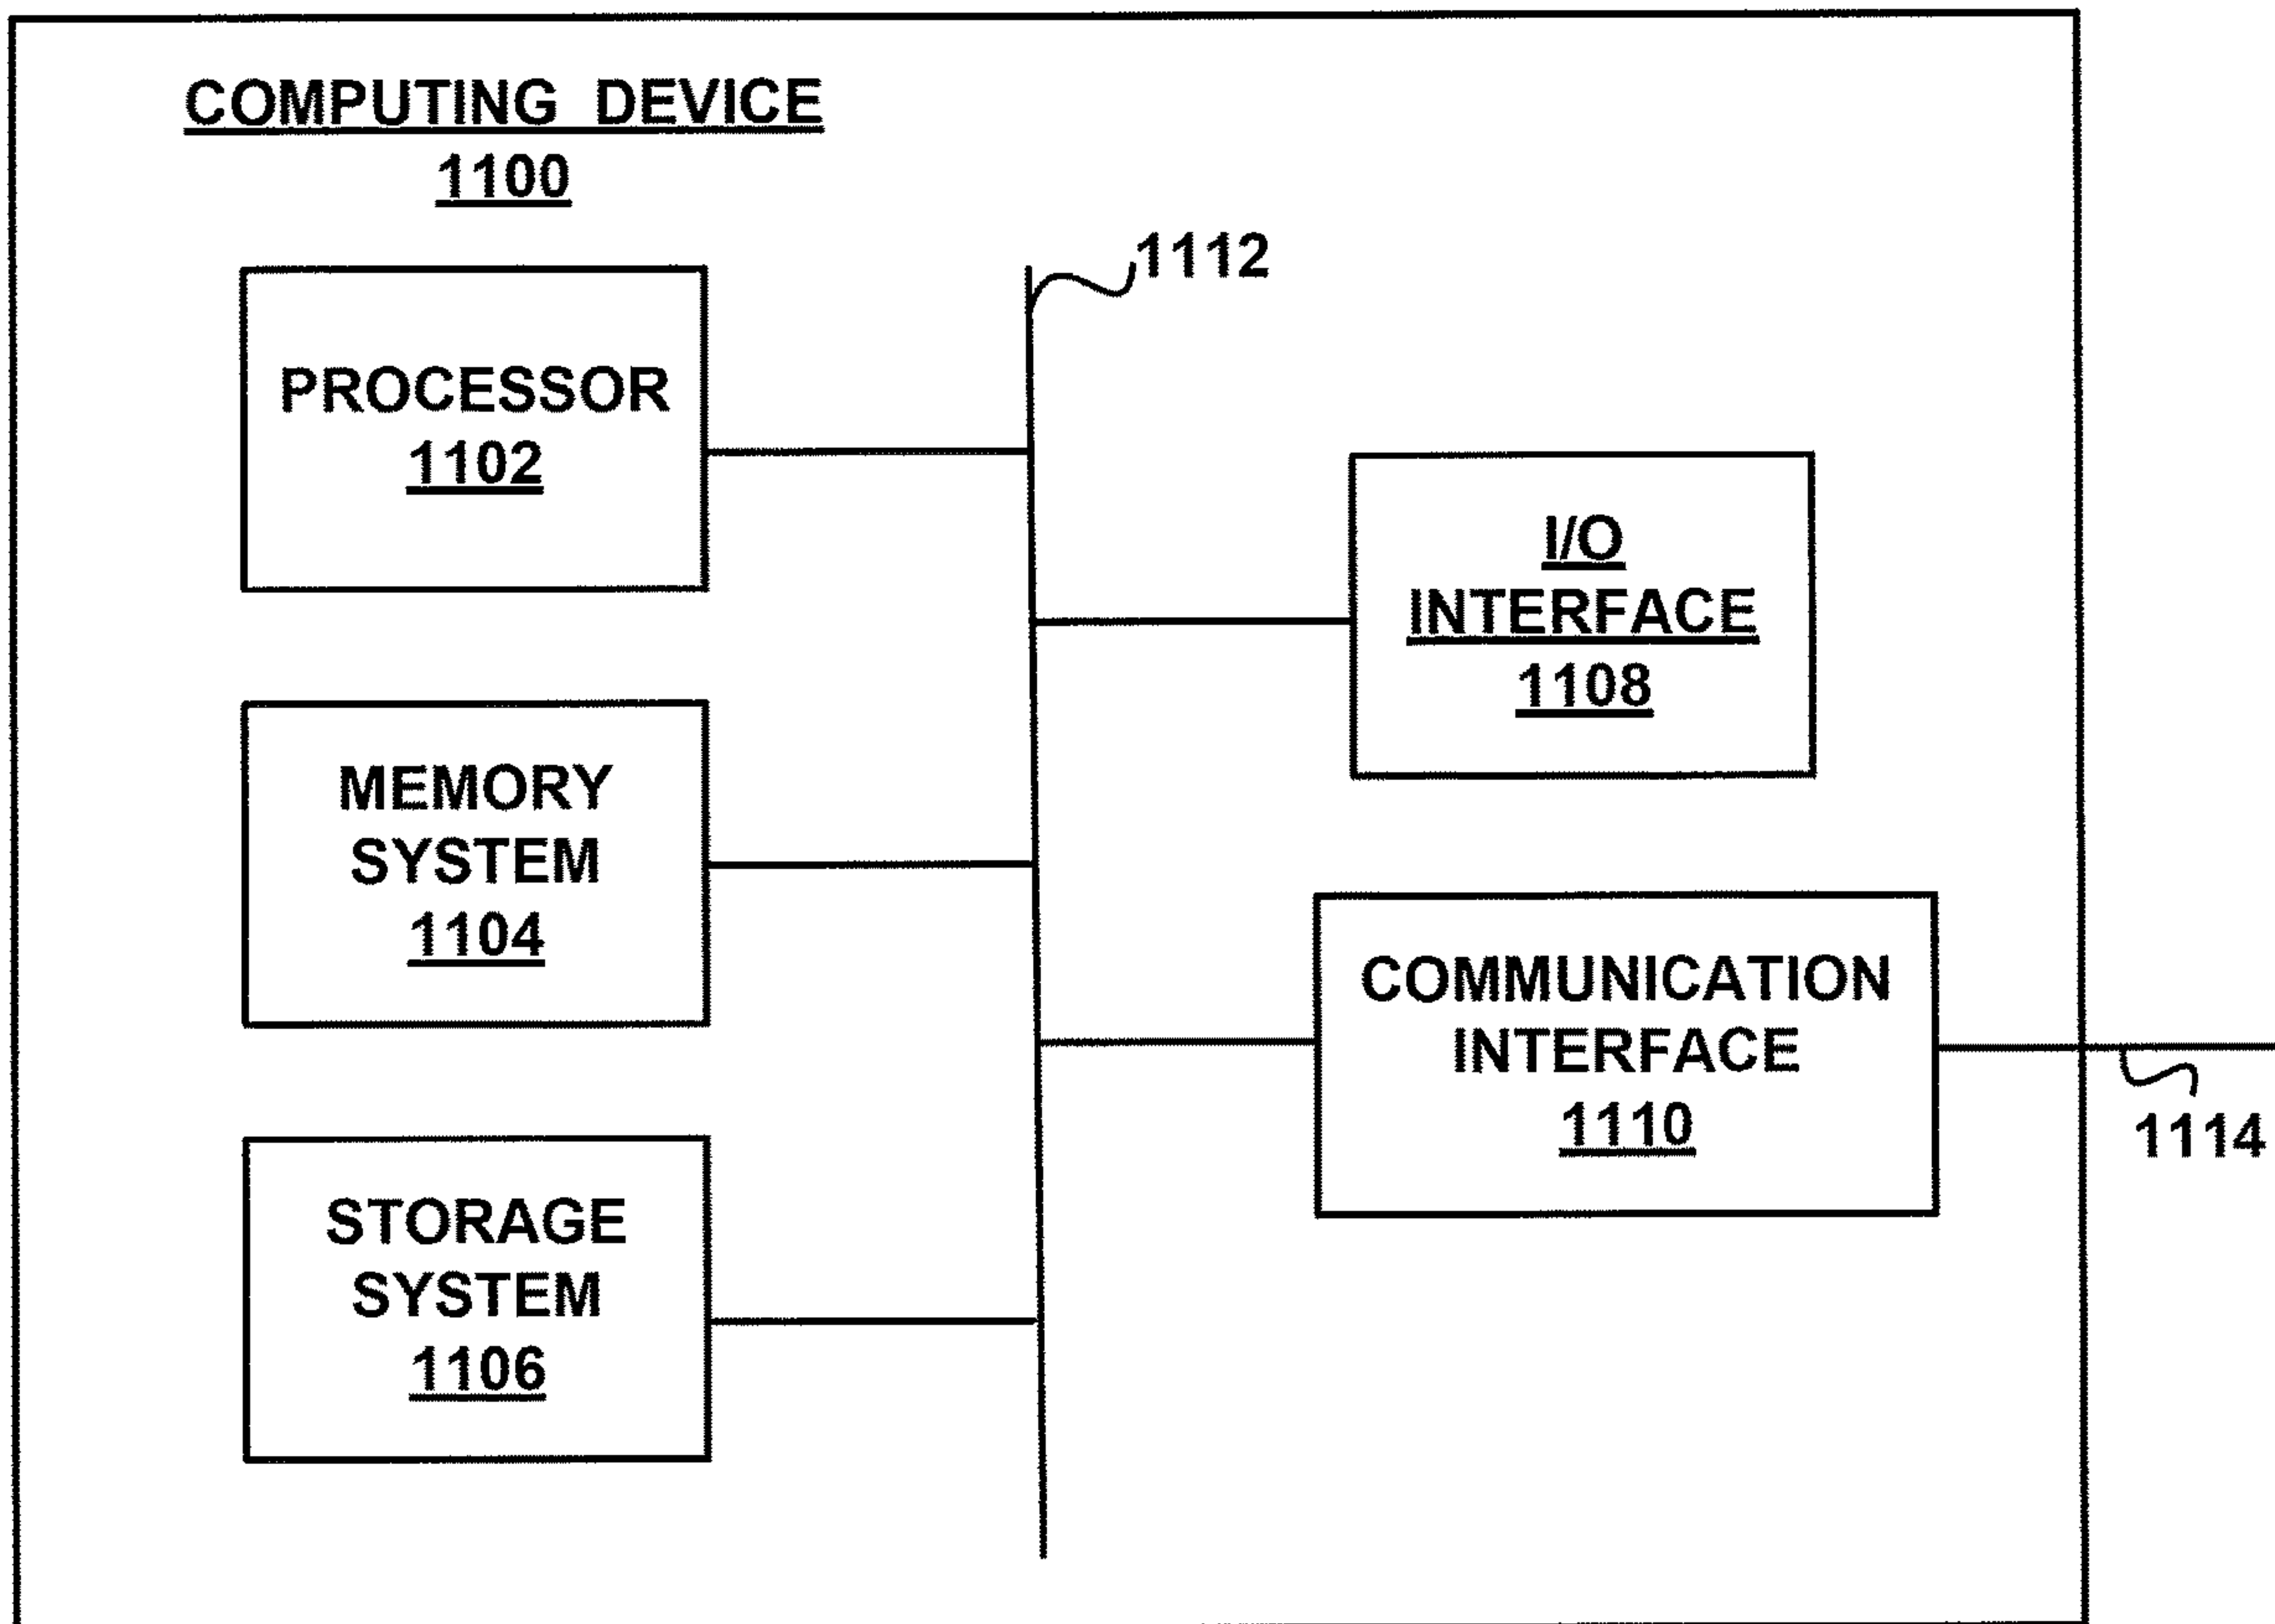 COMPUTING DEVICE
1100
1112
PROCESSOR
1102
I/O
INTERFACE
1108
MEMORY
SYSTEM
1104
COMMUNICATION
INTERFACE
1110
1114
STORAGE
SYSTEM
1106